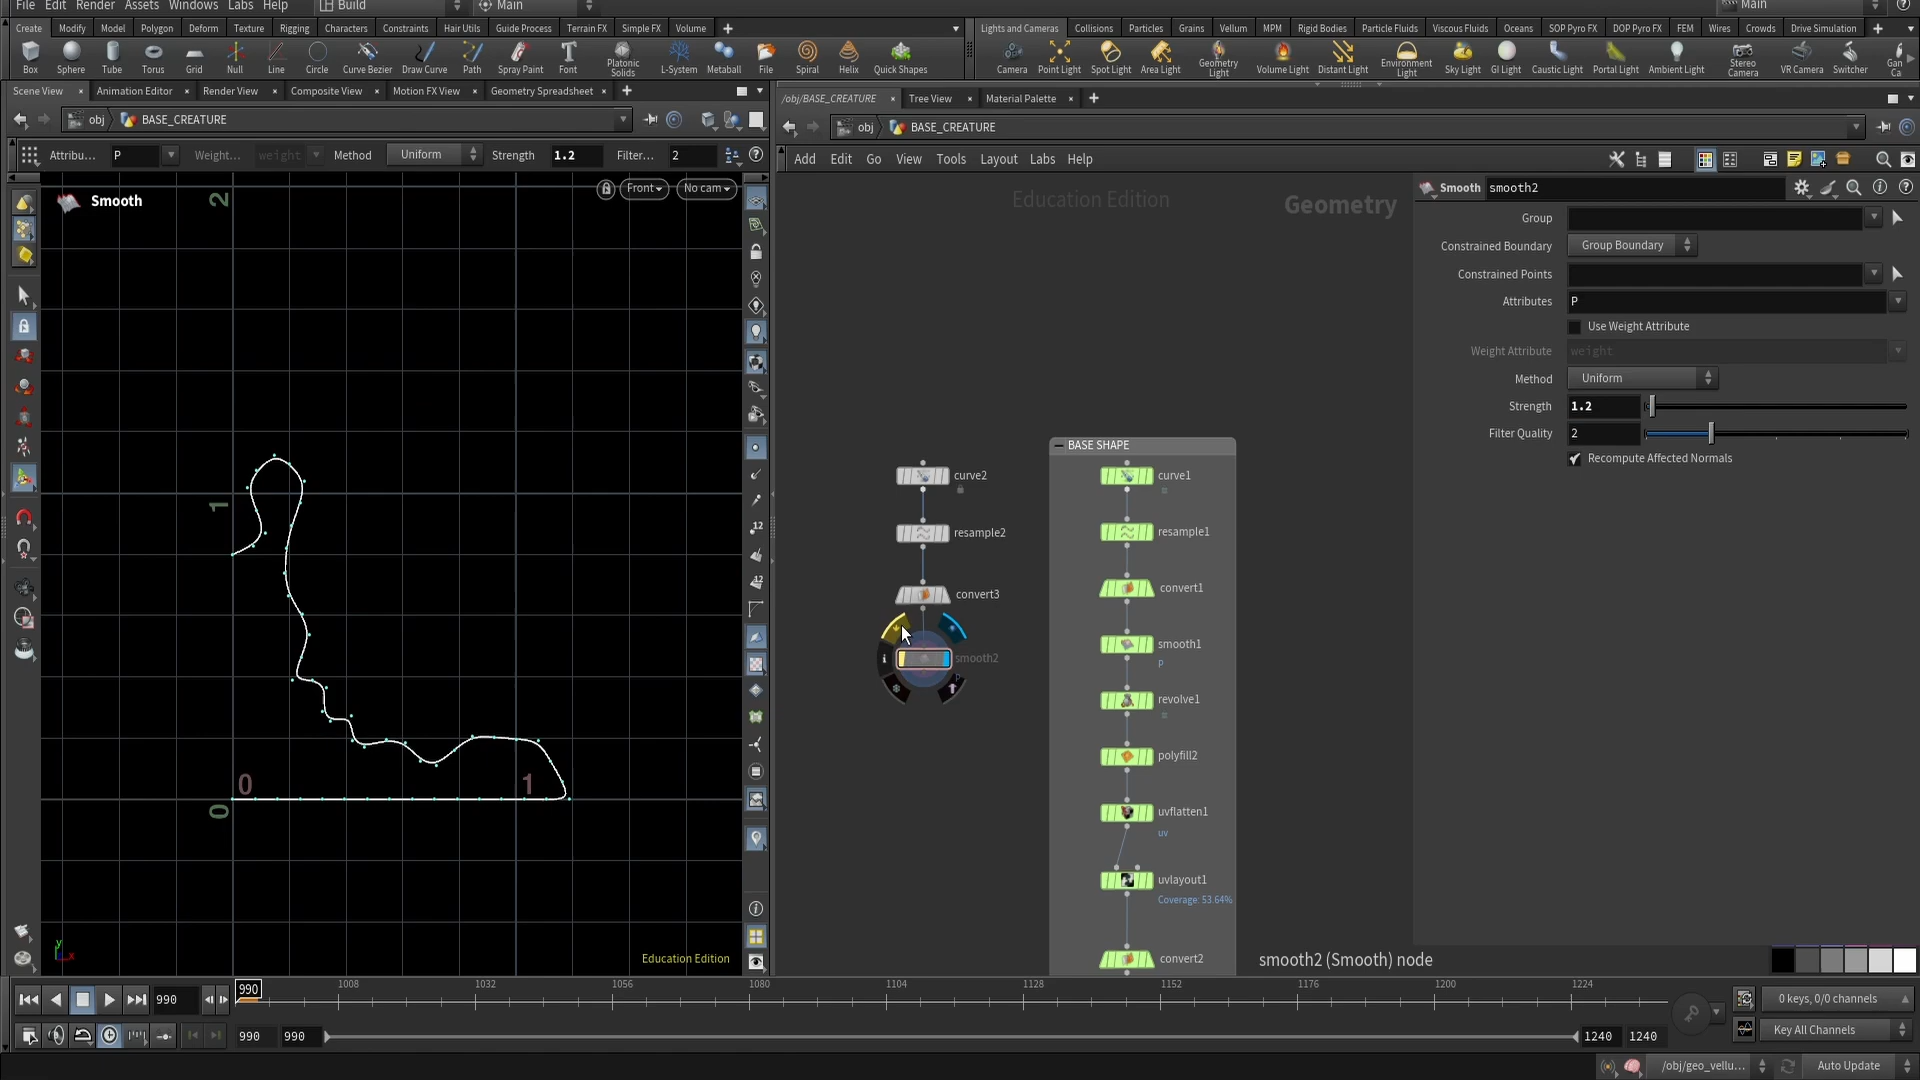 File Edit Render Assets Windows Labs Help Build Main Main
Create Modify Model Polygon Deform Texture Rigging Characters Constraints Hair Utils Guide Process Terrain FX Simple FX Volume
Lights and Cameras Collisions Particles Grains Vellum MPM Rigid Bodies Particle Fluids Viscous Fluids Oceans SOP Pyro FX DOP Pyro FX FEM Wires Crowds Drive Simulation
Box Sphere Tube Torus Grid Null Line Circle Curve Bezier Draw Curve Path Spray Paint Font Platonic Solids L-System Metaball File Spiral Helix Quick Shapes
Camera Point Light Spot Light Area Light Geometry Light Volume Light Distant Light Environment Light Sky Light GI Light Caustic Light Portal Light Ambient Light Stereo Camera VR Camera Switcher Gan Ca
Scene View Animation Editor Render View Composite View Motion FX View Geometry Spreadsheet
/obj/BASE_CREATURE Tree View Material Palette
obj BASE_CREATURE
obj BASE_CREATURE
Attribu... P Weight... weight Method Uniform Strength 1.2 Filter... 2
Add Edit Go View Tools Layout Labs Help
Smooth
Front No cam
2
1
0
0
1
12
12
Education Edition
Education Edition
Geometry
curve2
resample2
convert3
smooth2
P
BASE SHAPE
curve1
resample1
convert1
smooth1
P
revolve1
polyfill2
uvflatten1
uv
uvlayout1
Coverage: 53.64%
convert2
smooth2 (Smooth) node
Smooth smooth2
Group
Constrained Boundary Group Boundary
Constrained Points
Attributes P
Use Weight Attribute
Weight Attribute weight
Method Uniform
Strength 1.2
Filter Quality 2
Recompute Affected Normals
990 990 1008 1032 1056 1080 1104 1128 1152 1176 1200 1224
0 keys, 0/0 channels
990 990 1240 1240
Key All Channels
/obj/geo_vellu... Auto Update